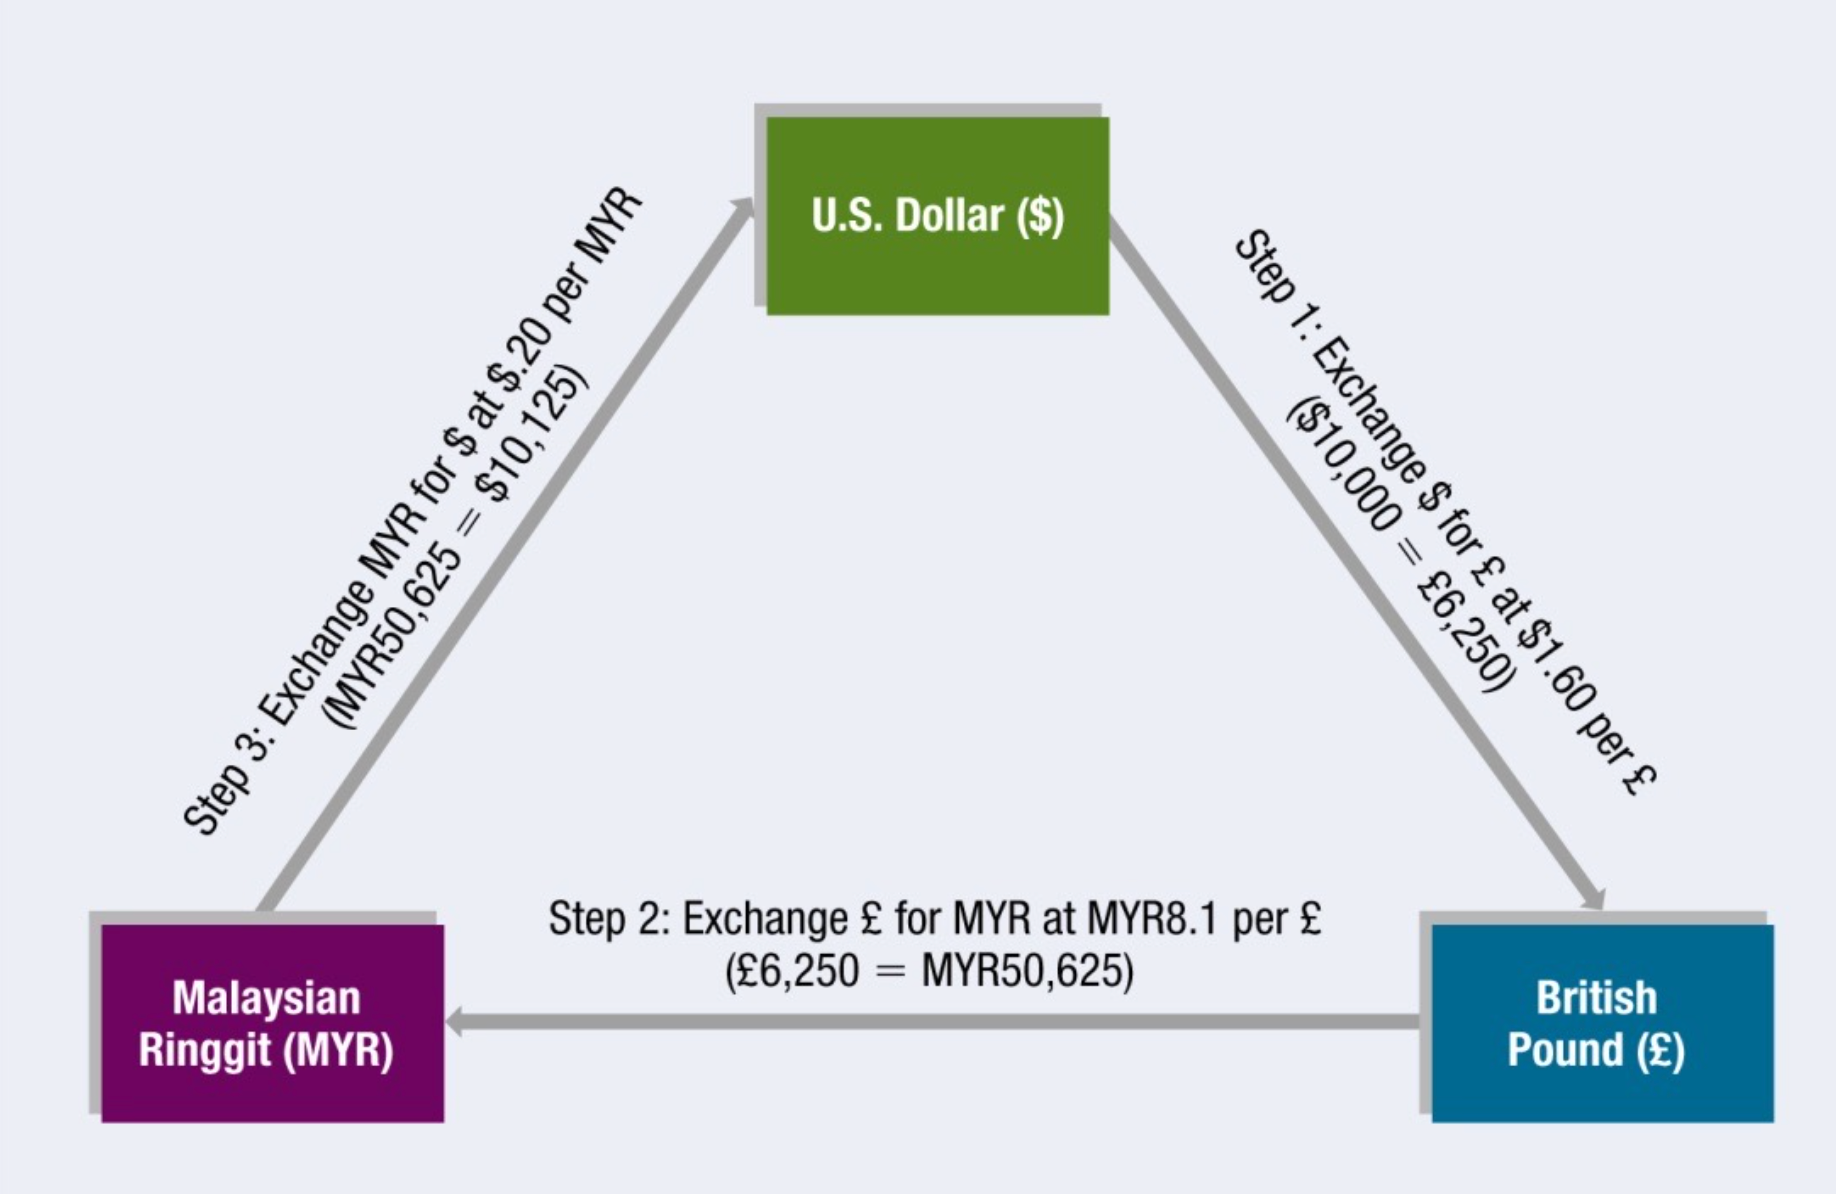 U.S. Dollar ($)
Step 1: Exchange $ for £ at $1.60 per £
($10,000 = £6,250)
Step 3: Exchange MYR for $ at $.20 per MYR
(MYR50,625 = $10,125)
Step 2: Exchange £ for MYR at MYR8.1 per £
(£6,250 = MYR50,625)
Malaysian
Ringgit (MYR)
British
Pound (£)